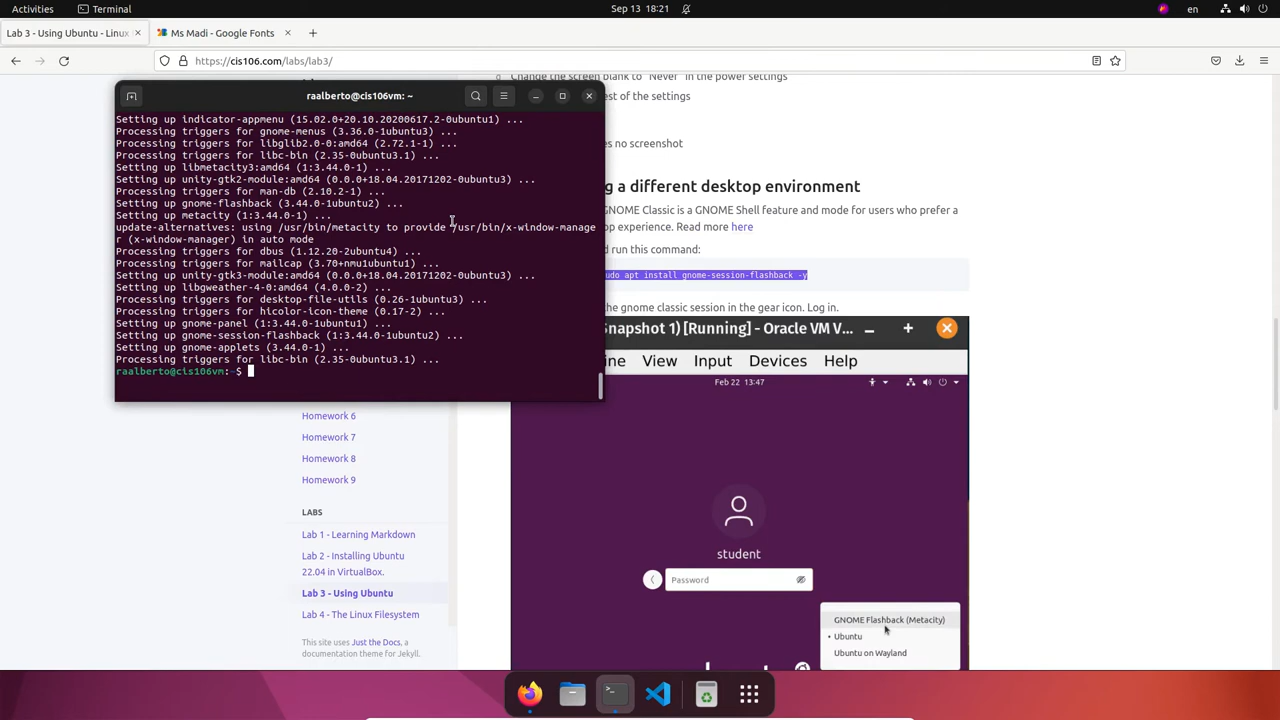 Activities
Terminal
Sep 13 18:21
en
Lab 3 - Using Ubuntu - Linux
Ms Madi - Google Fonts
https://cis106.com/labs/lab3/
Change the screen blank to "Never" in the power settings
raalberto@cis106vm: ~
est of the settings
Setting up indicator-appmenu (15.02.0+20.10.20200617.2-0ubuntu1) ...
Processing triggers for gnome-menus (3.36.0-1ubuntu3) ...
Processing triggers for libglib2.0-0:amd64 (2.72.1-1) ...
Processing triggers for libc-bin (2.35-0ubuntu3.1) ...
Setting up libmetacity3:amd64 (1:3.44.0-1) ...
Setting up unity-gtk2-module:amd64 (0.0.0+18.04.20171202-0ubuntu3) ...
Processing triggers for man-db (2.10.2-1) ...
Setting up gnome-flashback (3.44.0-1ubuntu2) ...
Setting up metacity (1:3.44.0-1) ...
update-alternatives: using /usr/bin/metacity to provide /usr/bin/x-window-manage
r (x-window-manager) in auto mode
Processing triggers for dbus (1.12.20-2ubuntu4) ...
Processing triggers for mailcap (3.70+nmu1ubuntu1) ...
Setting up unity-gtk3-module:amd64 (0.0.0+18.04.20171202-0ubuntu3) ...
Setting up libgweather-4-0:amd64 (4.0.0-2) ...
Processing triggers for desktop-file-utils (0.26-1ubuntu3) ...
Processing triggers for hicolor-icon-theme (0.17-2) ...
Setting up gnome-panel (1:3.44.0-1ubuntu1) ...
Setting up gnome-session-flashback (1:3.44.0-1ubuntu2) ...
Setting up gnome-applets (3.44.0-1) ...
Processing triggers for libc-bin (2.35-0ubuntu3.1) ...
raalberto@cis106vm:~$
es no screenshot
g a different desktop environment
GNOME Classic is a GNOME Shell feature and mode for users who prefer a
op experience. Read more here
d run this command:
udo apt install gnome-session-flashback -y
the gnome classic session in the gear icon. Log in.
Snapshot 1) [Running] - Oracle VM V...
ine View Input Devices Help
Feb 22 13:47
student
Password
GNOME Flashback (Metacity)
Ubuntu
Ubuntu on Wayland
Homework 6
Homework 7
Homework 8
Homework 9
LABS
Lab 1 - Learning Markdown
Lab 2 - Installing Ubuntu
22.04 in VirtualBox.
Lab 3 - Using Ubuntu
Lab 4 - The Linux Filesystem
This site uses Just the Docs, a
documentation theme for Jekyll.